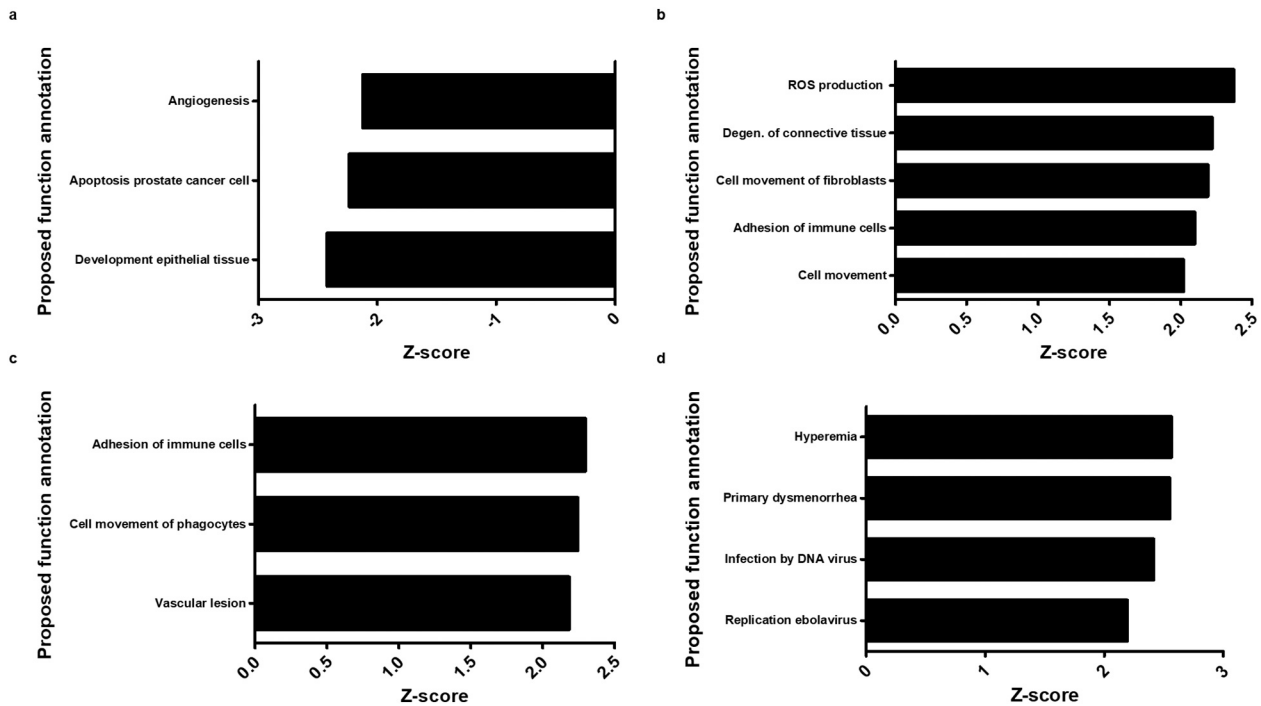 a
Proposed function annotation
Angiogenesis
Apoptosis prostate cancer cell
Development epithelial tissue
-3
-2
-1
0
Z-score
b
Proposed function annotation
ROS production
Degen. of connective tissue
Cell movement of fibroblasts
Adhesion of immune cells
Cell movement
0.0
0.5
1.0
1.5
2.0
2.5
Z-score
c
Proposed function annotation
Adhesion of immune cells
Cell movement of phagocytes
Vascular lesion
0.0
0.5
1.0
1.5
2.0
2.5
Z-score
d
Proposed function annotation
Hyperemia
Primary dysmenorrhea
Infection by DNA virus
Replication ebolavirus
0
1
2
3
Z-score